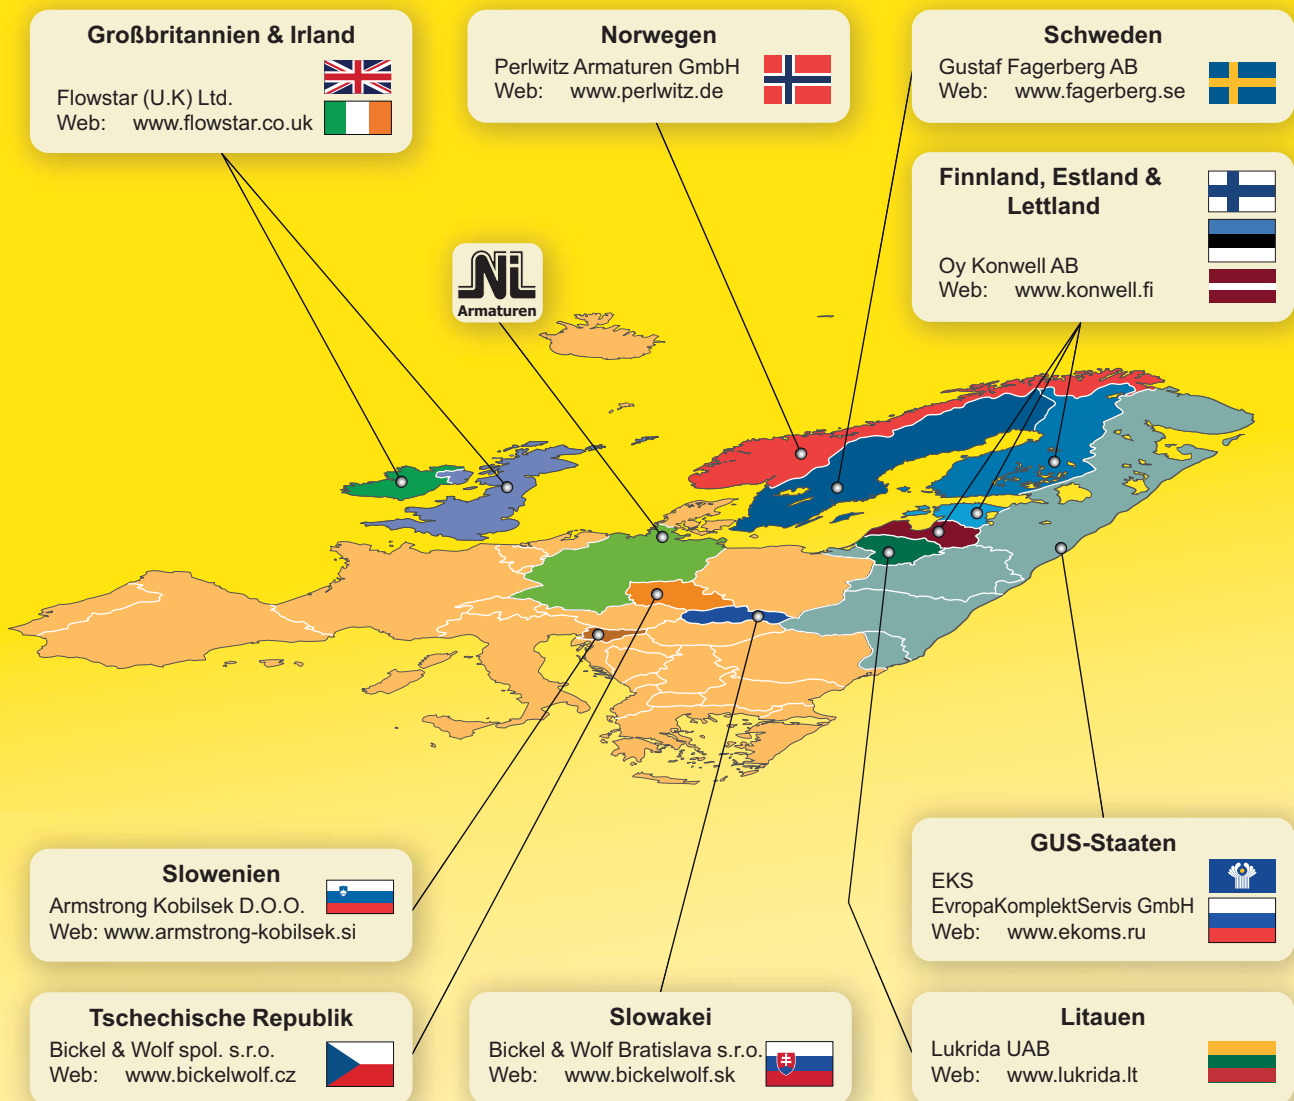 Großbritannien & Irland
Flowstar (U.K) Ltd.
Web: www.flowstar.co.uk
Norwegen
Perlwitz Armaturen GmbH
Web: www.perlwitz.de
Schweden
Gustaf Fagerberg AB
Web: www.fagerberg.se
Finnland, Estland &
Lettland
Oy Konwell AB
Web: www.konwell.fi
Ni
Armaturen
Slowenien
Armstrong Kobilsek D.O.O.
Web: www.armstrong-kobilsek.si
GUS-Staaten
EKS
EvropaKomplektServis GmbH
Web: www.ekoms.ru
Tschechische Republik
Bickel & Wolf spol. s.r.o.
Web: www.bickelwolf.cz
Slowakei
Bickel & Wolf Bratislava s.r.o.
Web: www.bickelwolf.sk
Litauen
Lukrida UAB
Web: www.lukrida.lt